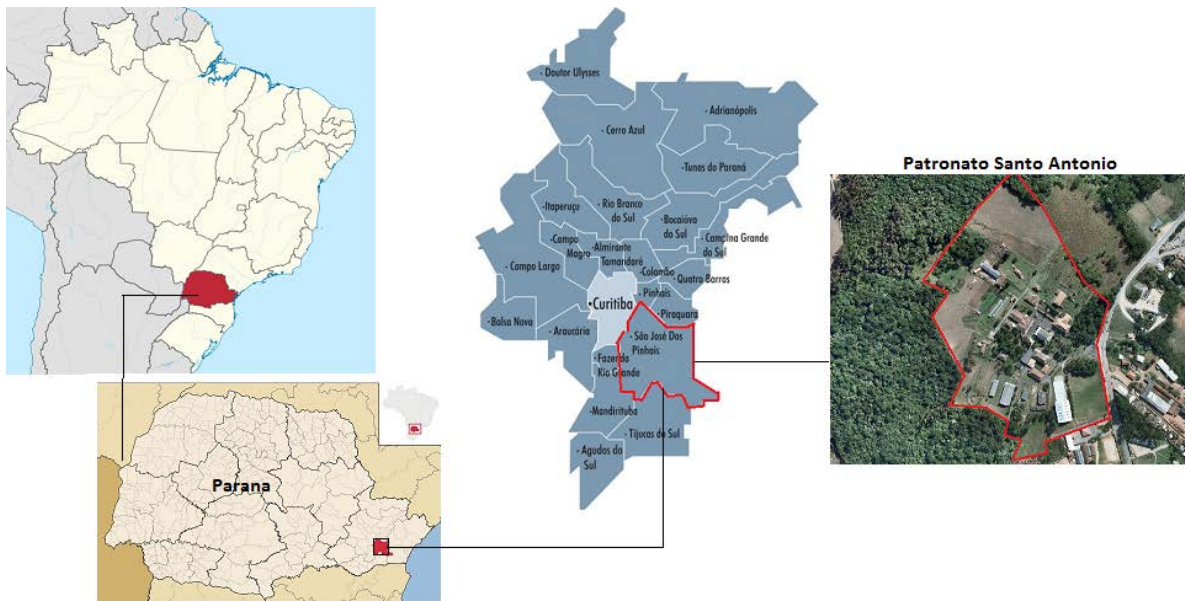 · Doutor Ulysses
· Adrianópolis
· Cerro Azul
· Tunas do Paraná
Patronato Santo Antonio
· Itaperuçu
· Rio Branco
do Sul
· Bocaiúva
do Sul
· Campina Grande
do Sul
· Campo
Magro
· Almirante
Tamandaré
· Campo Largo
· Colombo
· Quatro Barras
· Pinhais
· Curitiba
· Piraquara
· Balsa Nova
· Araucária
· São José Dos
Pinhais
· Fazenda
Rio Grande
· Mandirituba
· Tijucas do Sul
· Agudos do
Sul
Parana